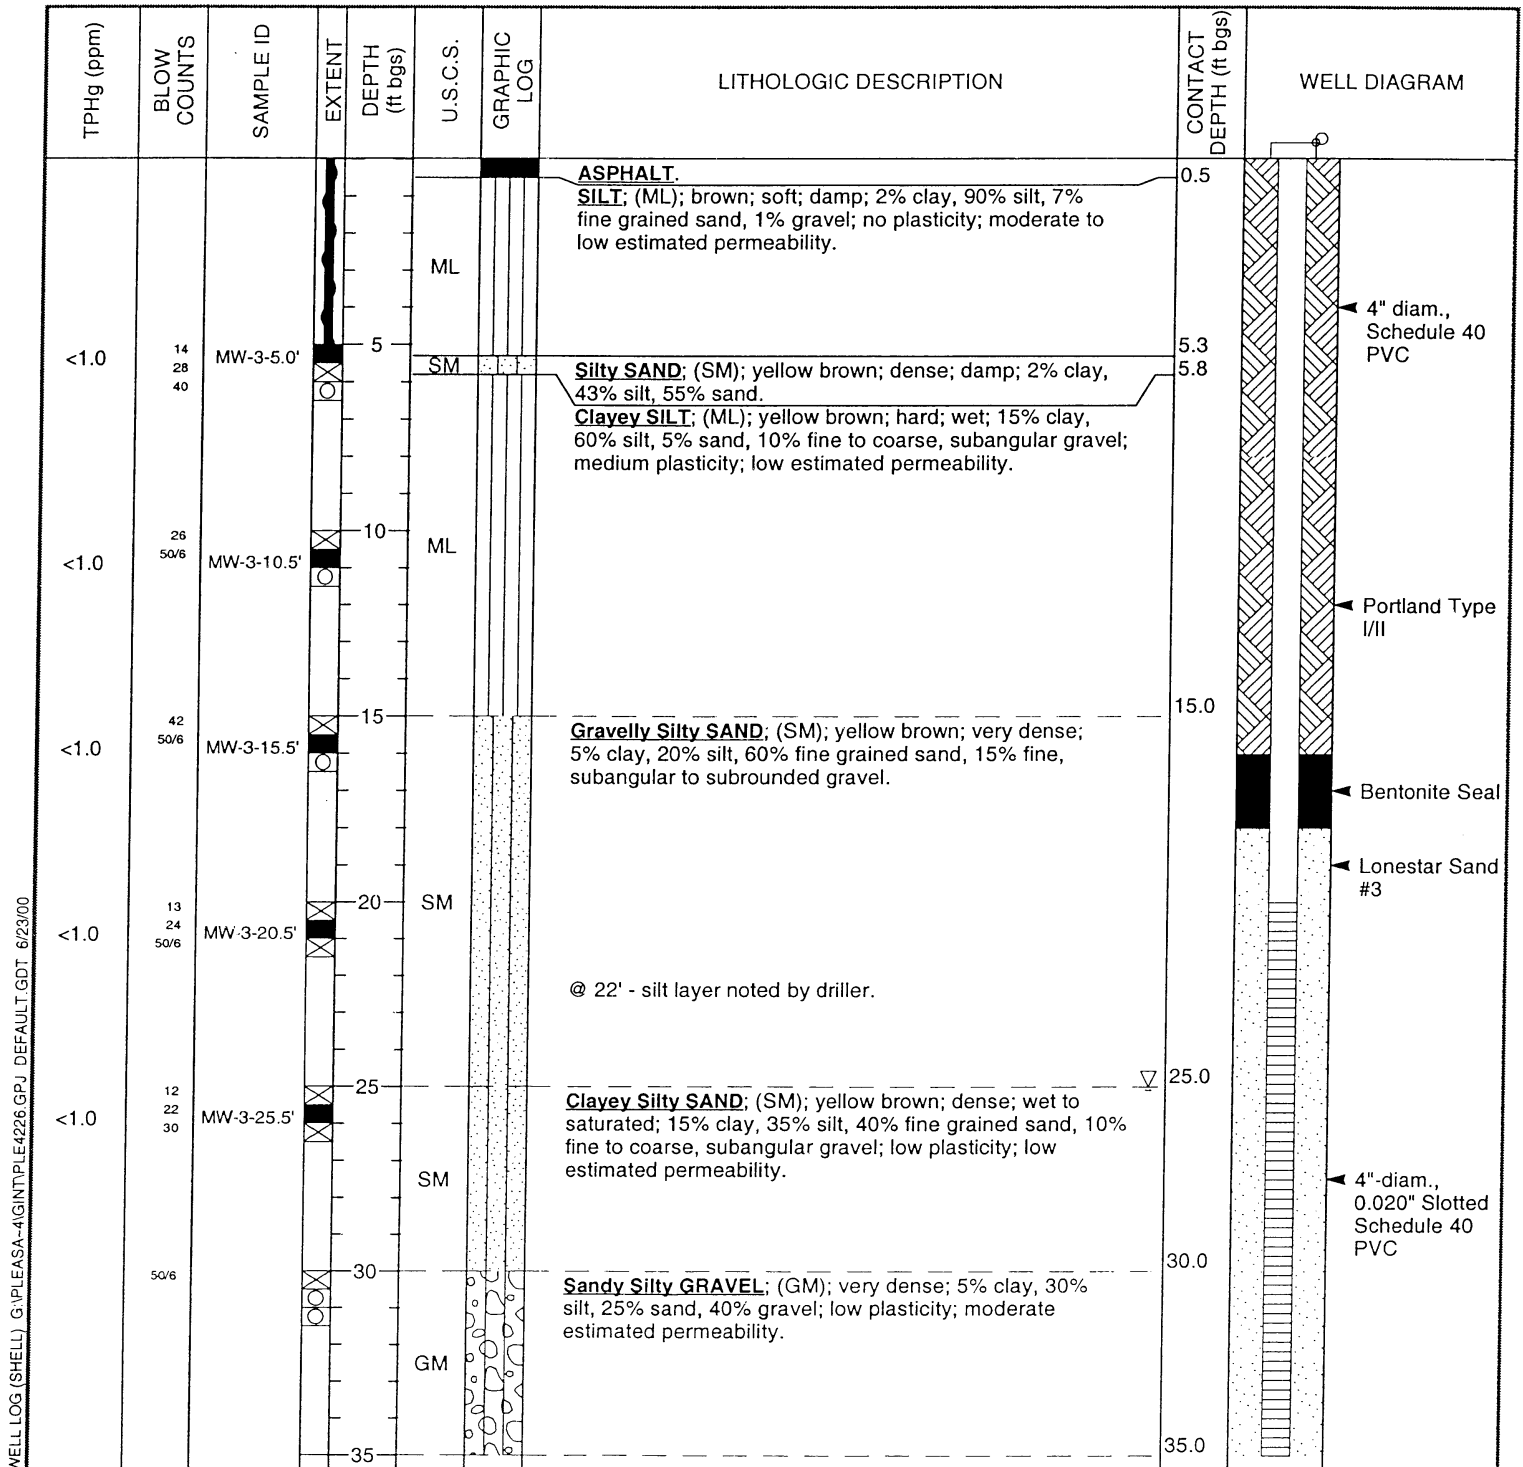 TPHg (ppm)
BLOW COUNTS
SAMPLE ID
EXTENT
DEPTH (ft bgs)
U.S.C.S.
GRAPHIC LOG
LITHOLOGIC DESCRIPTION
CONTACT DEPTH (ft bgs)
WELL DIAGRAM
ASPHALT.
0.5
SILT; (ML); brown; soft; damp; 2% clay, 90% silt, 7%
fine grained sand, 1% gravel; no plasticity; moderate to
low estimated permeability.
ML
4" diam.,
Schedule 40
PVC
<1.0
14
28
40
MW-3-5.0'
5
5.3
SM
5.8
Silty SAND; (SM); yellow brown; dense; damp; 2% clay,
43% silt, 55% sand.
Clayey SILT; (ML); yellow brown; hard; wet; 15% clay,
60% silt, 5% sand, 10% fine to coarse, subangular gravel;
medium plasticity; low estimated permeability.
<1.0
26
50/6
MW-3-10.5'
10
ML
Portland Type
I/II
<1.0
42
50/6
MW-3-15.5'
15
15.0
Gravelly Silty SAND; (SM); yellow brown; very dense;
5% clay, 20% silt, 60% fine grained sand, 15% fine,
subangular to subrounded gravel.
Bentonite Seal
Lonestar Sand
#3
<1.0
13
24
50/6
MW-3-20.5'
20
SM
@ 22' - silt layer noted by driller.
<1.0
12
22
30
MW-3-25.5'
25
25.0
Clayey Silty SAND; (SM); yellow brown; dense; wet to
saturated; 15% clay, 35% silt, 40% fine grained sand, 10%
fine to coarse, subangular gravel; low plasticity; low
estimated permeability.
SM
4"-diam.,
0.020" Slotted
Schedule 40
PVC
50/6
30
30.0
Sandy Silty GRAVEL; (GM); very dense; 5% clay, 30%
silt, 25% sand, 40% gravel; low plasticity; moderate
estimated permeability.
GM
35
35.0
WELL LOG (SHELL) G:\PLEASA~4\GINT\PLE4226.GPJ DEFAULT.GDT 6/23/00